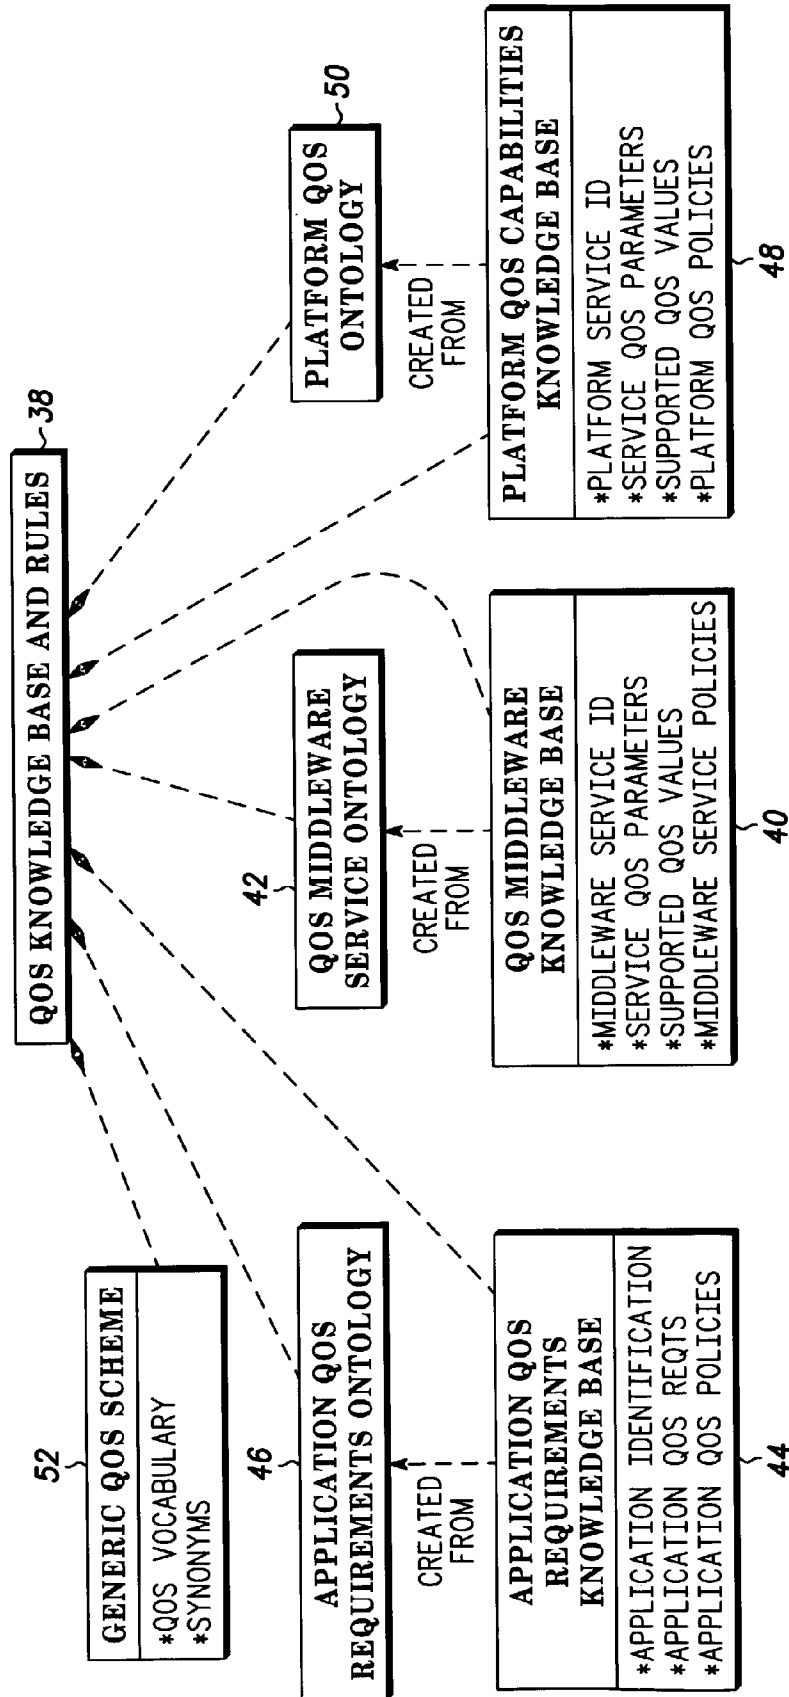 QOS KNOWLEDGE BASE AND RULES
38
52
GENERIC QOS SCHEME
*QOS VOCABULARY
*SYNONYMS
46
APPLICATION QOS
REQUIREMENTS ONTOLOGY
CREATED
FROM
APPLICATION QOS
REQUIREMENTS
KNOWLEDGE BASE
*APPLICATION IDENTIFICATION
*APPLICATION QOS REQTS
*APPLICATION QOS POLICIES
44
42
QOS MIDDLEWARE
SERVICE ONTOLOGY
CREATED
FROM
QOS MIDDLEWARE
KNOWLEDGE BASE
*MIDDLEWARE SERVICE ID
*SERVICE QOS PARAMETERS
*SUPPORTED QOS VALUES
*MIDDLEWARE SERVICE POLICIES
40
50
PLATFORM QOS
ONTOLOGY
CREATED
FROM
PLATFORM QOS CAPABILITIES
KNOWLEDGE BASE
*PLATFORM SERVICE ID
*SERVICE QOS PARAMETERS
*SUPPORTED QOS VALUES
*PLATFORM QOS POLICIES
48